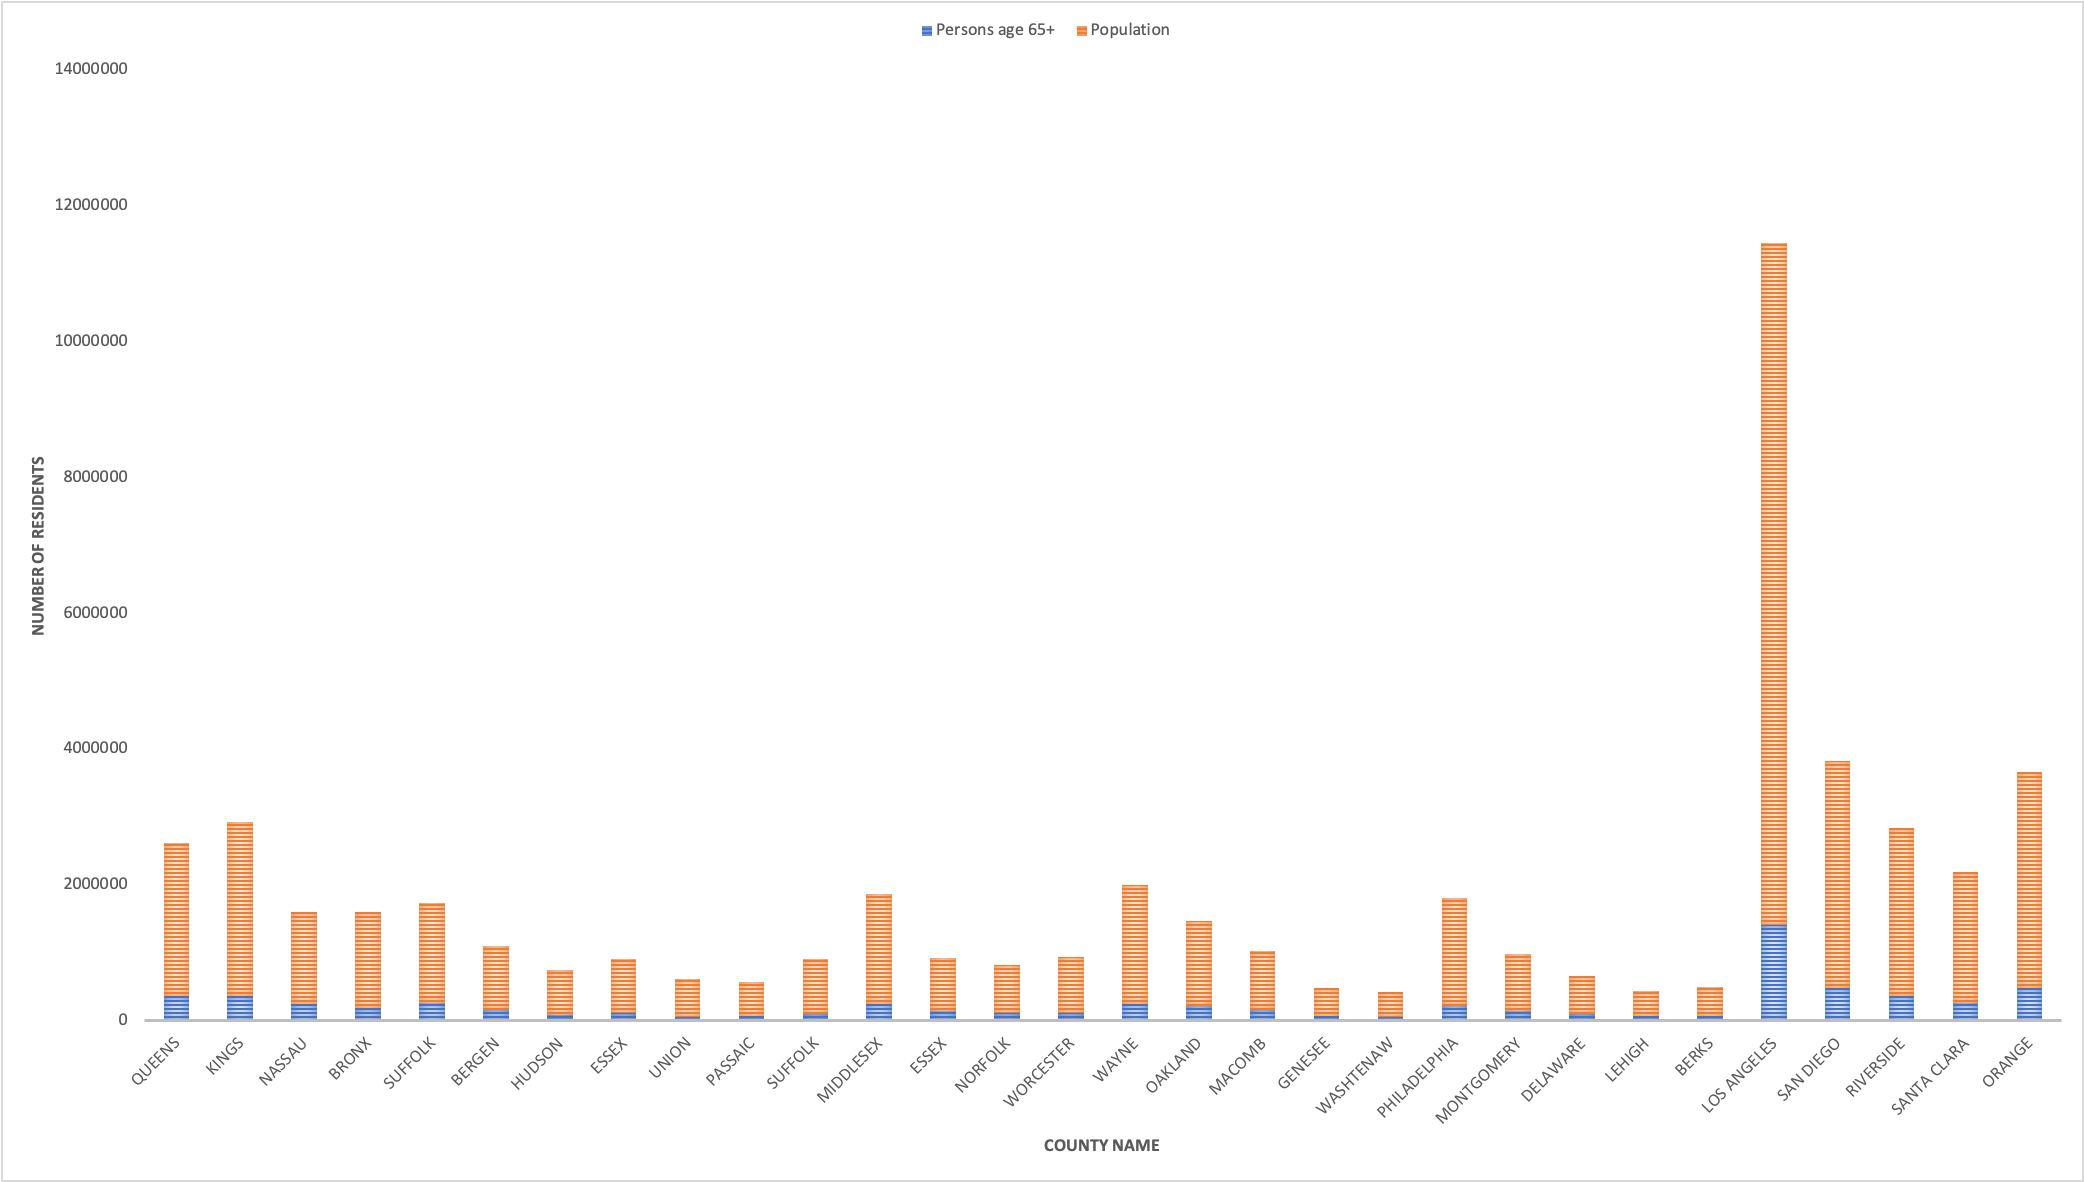 Persons age 65+ Population
14000000
12000000
10000000
8000000
6000000
4000000
2000000
0
NUMBER OF RESIDENTS
QUEENS
KINGS
NASSAU
BRONX
SUFFOLK
BERGEN
HUDSON
ESSEX
UNION
PASSAIC
SUFFOLK
MIDDLESEX
ESSEX
NORFOLK
WORCESTER
WAYNE
OAKLAND
MACOMB
GENESEE
WASHTENAW
PHILADELPHIA
MONTGOMERY
DELAWARE
LEHIGH
BERKS
LOS ANGELES
SAN DIEGO
RIVERSIDE
SANTA CLARA
ORANGE
COUNTY NAME